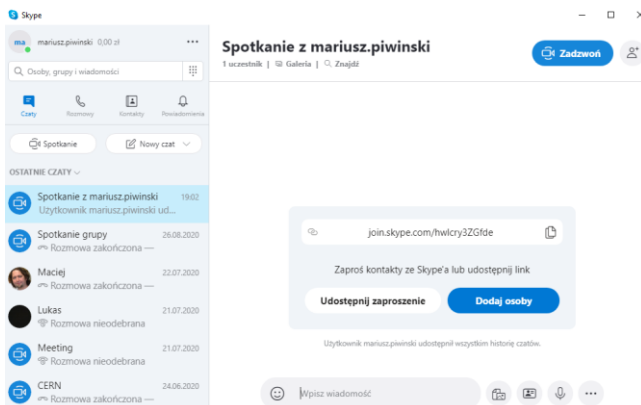 Skype
ma
mariusz.piwinski 0,00 zł
Osoby, grupy i wiadomości
Czaty
Rozmowy
Kontakty
Powiadomienia
Spotkanie
Nowy czat
OSTATNIE CZATY
Spotkanie z mariusz.piwinski 19:02
Użytkownik mariusz.piwinski ud...
Spotkanie grupy 26.08.2020
Rozmowa zakończona —
Maciej 22.07.2020
Rozmowa zakończona —
Lukas 21.07.2020
Rozmowa nieodebrana
Meeting 21.07.2020
Rozmowa nieodebrana
CERN 24.06.2020
Rozmowa zakończona —
Spotkanie z mariusz.piwinski
1 uczestnik | Galeria | Znajdź
Zadzwoń
join.skype.com/hwlcry3ZGfde
Zaproś kontakty ze Skype'a lub udostępnij link
Udostępnij zaproszenie
Dodaj osoby
Użytkownik mariusz.piwinski udostępnił wszystkim historię czatów.
Wpisz wiadomość